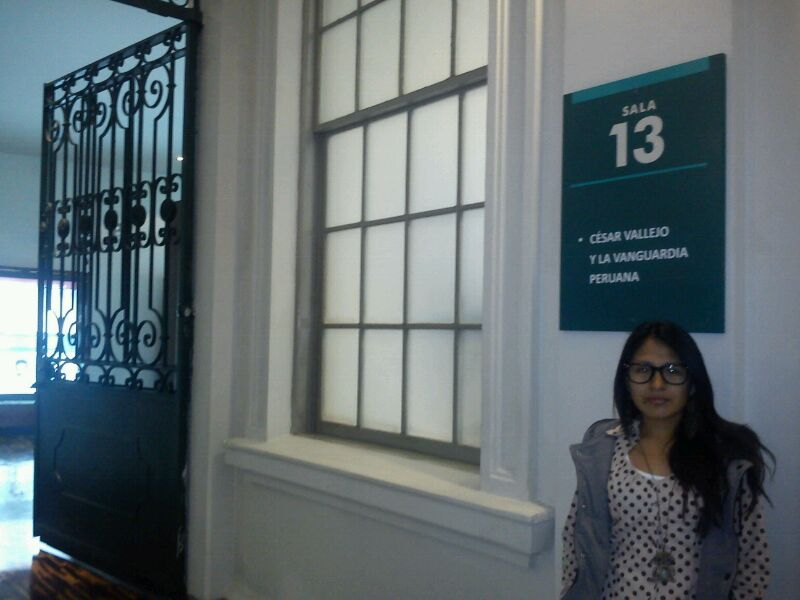 SALA
13
• CÉSAR VALLEJO
Y LA VANGUARDIA
PERUANA